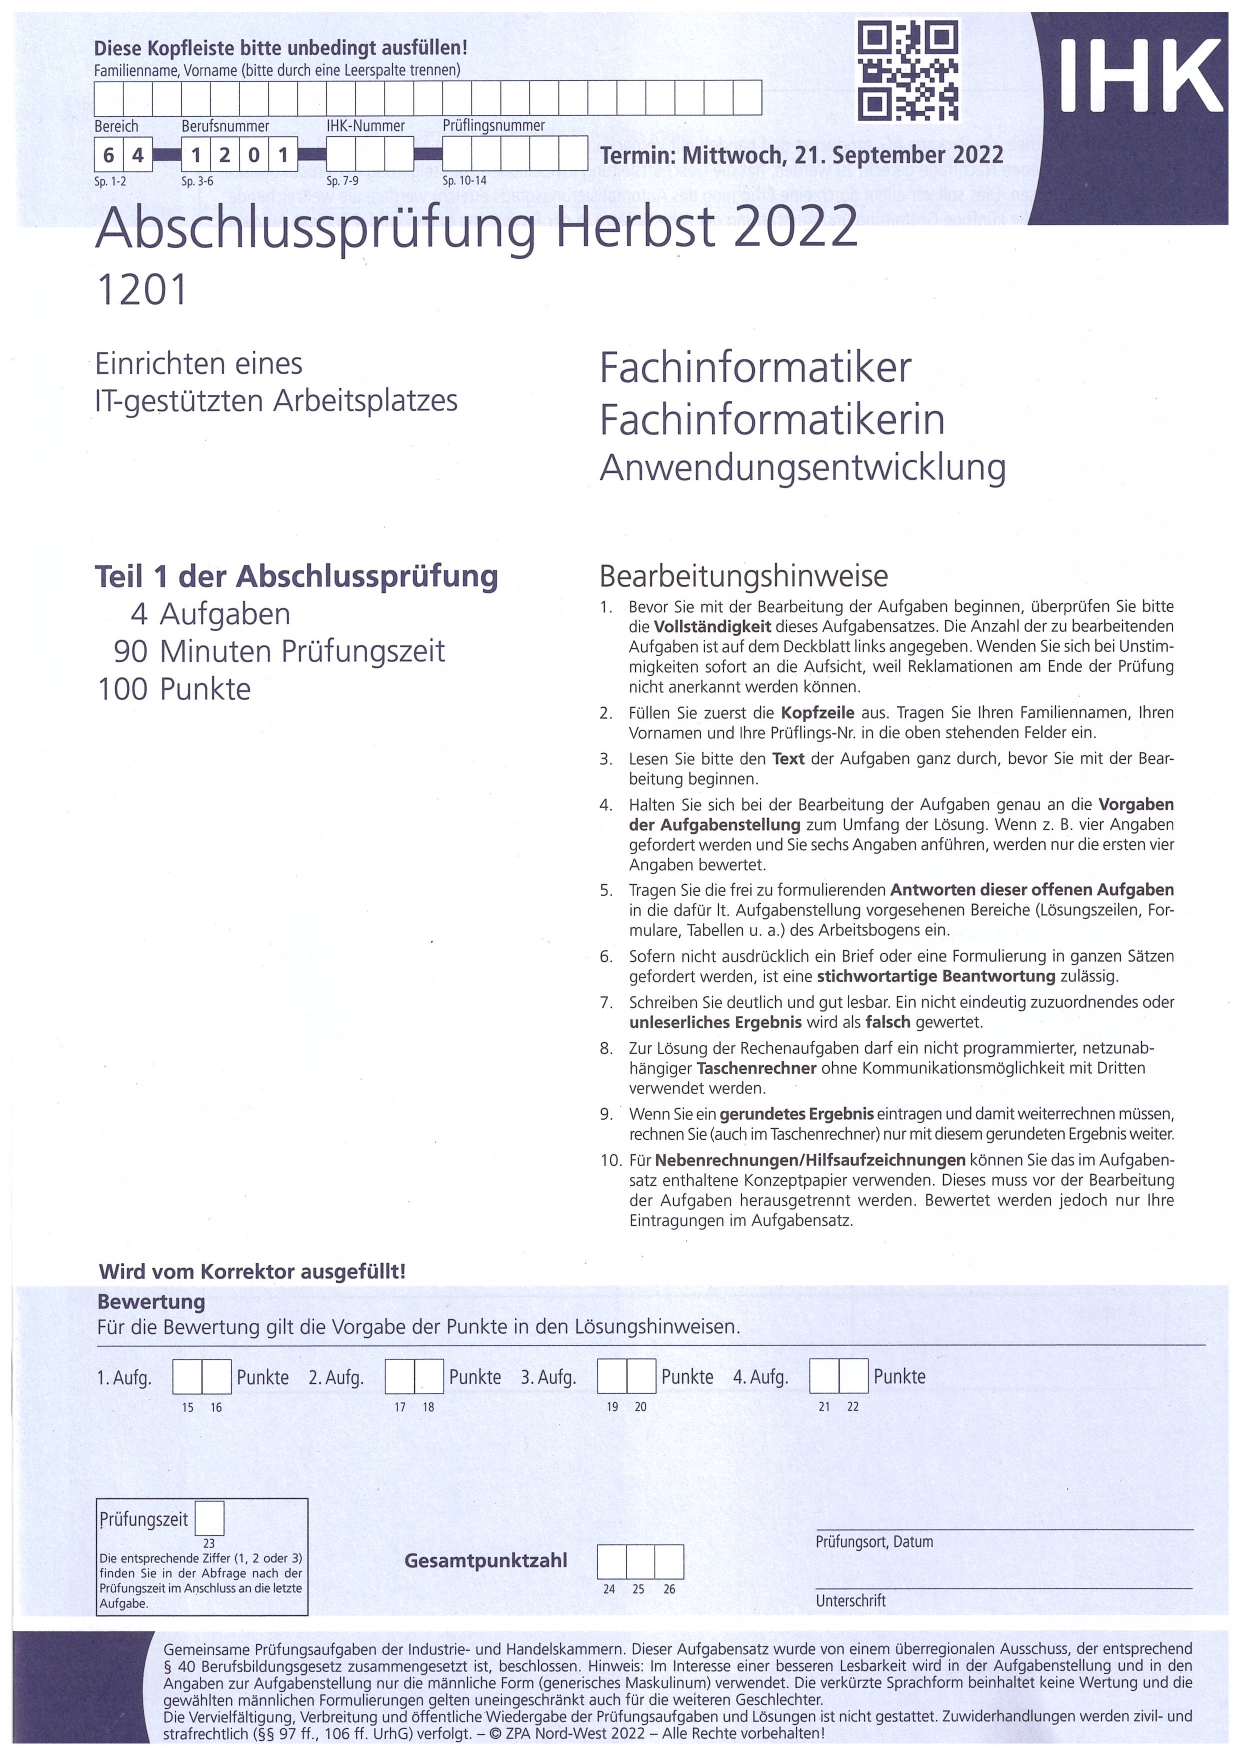 Diese Kopfleiste bitte unbedingt ausfüllen!
Familienname, Vorname (bitte durch eine Leerspalte trennen)
IHK
Bereich Berufsnummer IHK-Nummer Prüflingsnummer
6 4 1 2 0 1
Termin: Mittwoch, 21. September 2022
Sp. 1-2 Sp. 3-6 Sp. 7-9 Sp. 10-14
Abschlussprüfung Herbst 2022
1201
Einrichten eines
IT-gestützten Arbeitsplatzes
Fachinformatiker
Fachinformatikerin
Anwendungsentwicklung
Teil 1 der Abschlussprüfung
4 Aufgaben
90 Minuten Prüfungszeit
100 Punkte
Bearbeitungshinweise
1. Bevor Sie mit der Bearbeitung der Aufgaben beginnen, überprüfen Sie bitte
die Vollständigkeit dieses Aufgabensatzes. Die Anzahl der zu bearbeitenden
Aufgaben ist auf dem Deckblatt links angegeben. Wenden Sie sich bei Unstim-
migkeiten sofort an die Aufsicht, weil Reklamationen am Ende der Prüfung
nicht anerkannt werden können.
2. Füllen Sie zuerst die Kopfzeile aus. Tragen Sie Ihren Familiennamen, Ihren
Vornamen und Ihre Prüflings-Nr. in die oben stehenden Felder ein.
3. Lesen Sie bitte den Text der Aufgaben ganz durch, bevor Sie mit der Bear-
beitung beginnen.
4. Halten Sie sich bei der Bearbeitung der Aufgaben genau an die Vorgaben
der Aufgabenstellung zum Umfang der Lösung. Wenn z. B. vier Angaben
gefordert werden und Sie sechs Angaben anführen, werden nur die ersten vier
Angaben bewertet.
5. Tragen Sie die frei zu formulierenden Antworten dieser offenen Aufgaben
in die dafür lt. Aufgabenstellung vorgesehenen Bereiche (Lösungszeilen, For-
mulare, Tabellen u. a.) des Arbeitsbogens ein.
6. Sofern nicht ausdrücklich ein Brief oder eine Formulierung in ganzen Sätzen
gefordert werden, ist eine stichwortartige Beantwortung zulässig.
7. Schreiben Sie deutlich und gut lesbar. Ein nicht eindeutig zuzuordnendes oder
unleserliches Ergebnis wird als falsch gewertet.
8. Zur Lösung der Rechenaufgaben darf ein nicht programmierter, netzunab-
hängiger Taschenrechner ohne Kommunikationsmöglichkeit mit Dritten
verwendet werden.
9. Wenn Sie ein gerundetes Ergebnis eintragen und damit weiterrechnen müssen,
rechnen Sie (auch im Taschenrechner) nur mit diesem gerundeten Ergebnis weiter.
10. Für Nebenrechnungen/Hilfsaufzeichnungen können Sie das im Aufgaben-
satz enthaltene Konzeptpapier verwenden. Dieses muss vor der Bearbeitung
der Aufgaben herausgetrennt werden. Bewertet werden jedoch nur Ihre
Eintragungen im Aufgabensatz.
Wird vom Korrektor ausgefüllt!
Bewertung
Für die Bewertung gilt die Vorgabe der Punkte in den Lösungshinweisen.
1. Aufg. Punkte 2. Aufg. Punkte 3. Aufg. Punkte 4. Aufg. Punkte
15 16 17 18 19 20 21 22
Prüfungszeit
23
Die entsprechende Ziffer (1, 2 oder 3)
finden Sie in der Abfrage nach der
Prüfungszeit im Anschluss an die letzte
Aufgabe.
Gesamtpunktzahl
24 25 26
Prüfungsort, Datum
Unterschrift
Gemeinsame Prüfungsaufgaben der Industrie- und Handelskammern. Dieser Aufgabensatz wurde von einem überregionalen Ausschuss, der entsprechend
§ 40 Berufsbildungsgesetz zusammengesetzt ist, beschlossen. Hinweis: Im Interesse einer besseren Lesbarkeit wird in der Aufgabenstellung und in den
Angaben zur Aufgabenstellung nur die männliche Form (generisches Maskulinum) verwendet. Die verkürzte Sprachform beinhaltet keine Wertung und die
gewählten männlichen Formulierungen gelten uneingeschränkt auch für die weiteren Geschlechter.
Die Vervielfältigung, Verbreitung und öffentliche Wiedergabe der Prüfungsaufgaben und Lösungen ist nicht gestattet. Zuwiderhandlungen werden zivil- und
strafrechtlich (§§ 97 ff., 106 ff. UrhG) verfolgt. – © ZPA Nord-West 2022 – Alle Rechte vorbehalten!